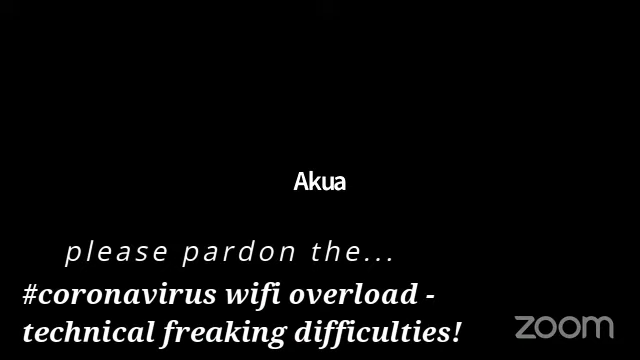 Akua
please pardon the...
#coronavirus wifi overload -
technical freaking difficulties!
zoom